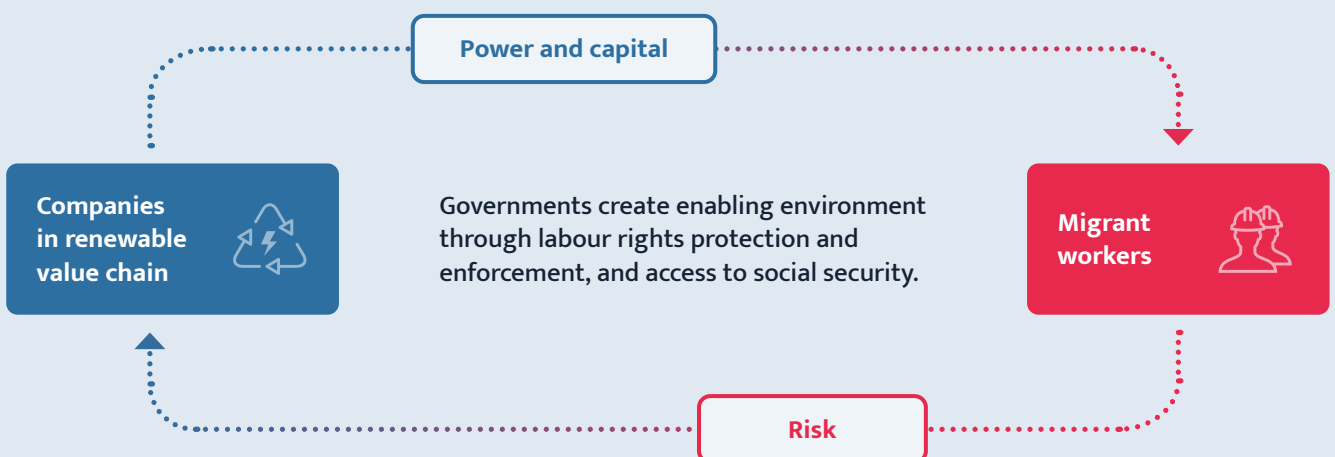 Power and capital
Companies
in renewable
value chain
Governments create enabling environment
through labour rights protection and
enforcement, and access to social security.
Migrant
workers
Risk